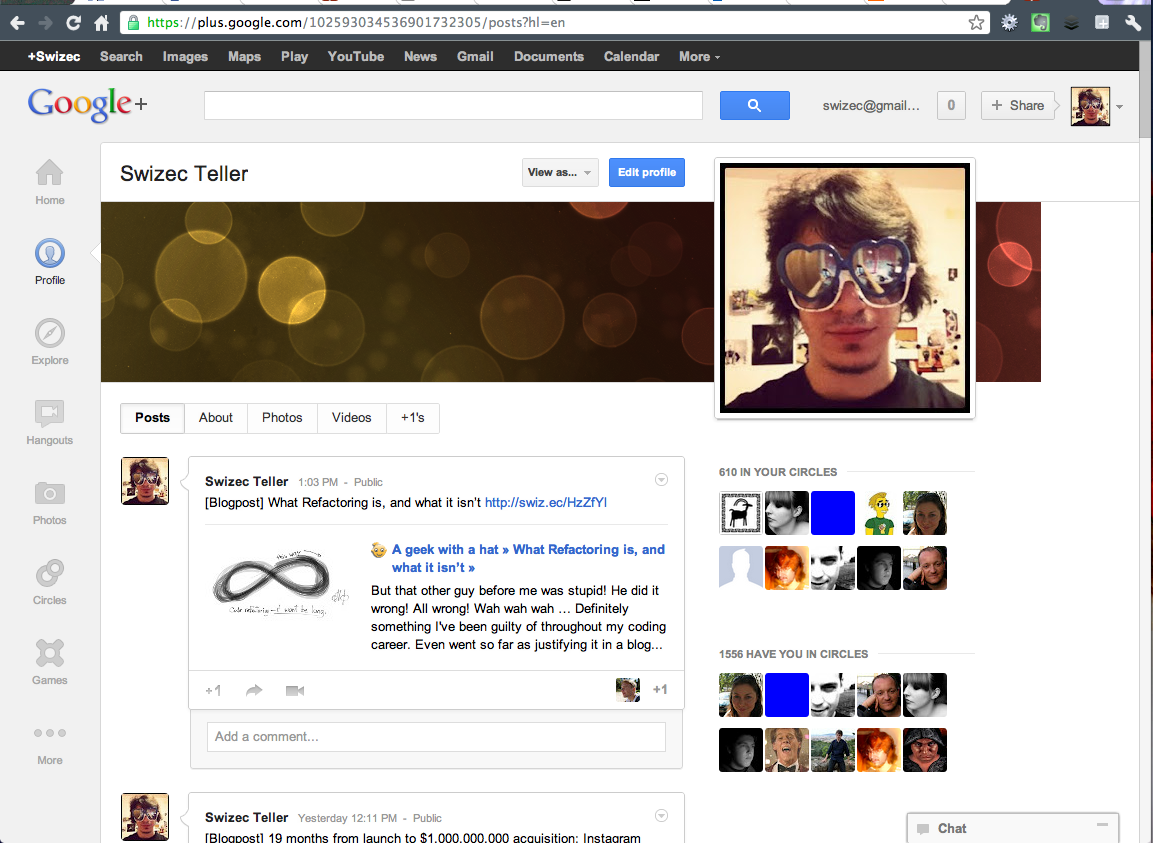 https://plus.google.com/102593034536901732305/posts?hl=en
+Swizec Search Images Maps Play YouTube News Gmail Documents Calendar More
Google+
swizec@gmail... 0 + Share
Home
Profile
Explore
Hangouts
Photos
Circles
Games
More
Swizec Teller
View as...
Edit profile
Posts About Photos Videos +1's
Swizec Teller 1:03 PM - Public
[Blogpost] What Refactoring is, and what it isn't http://swiz.ec/HzZfYl
A geek with a hat » What Refactoring is, and
what it isn't »
But that other guy before me was stupid! He did it
wrong! All wrong! Wah wah wah … Definitely
something I've been guilty of throughout my coding
career. Even went so far as justifying it in a blog...
Code refactoring - it won't be long.
+1
+1
Add a comment...
Swizec Teller Yesterday 12:11 PM - Public
[Blogpost] 19 months from launch to $1,000,000,000 acquisition: Instagram
610 IN YOUR CIRCLES
1556 HAVE YOU IN CIRCLES
Chat